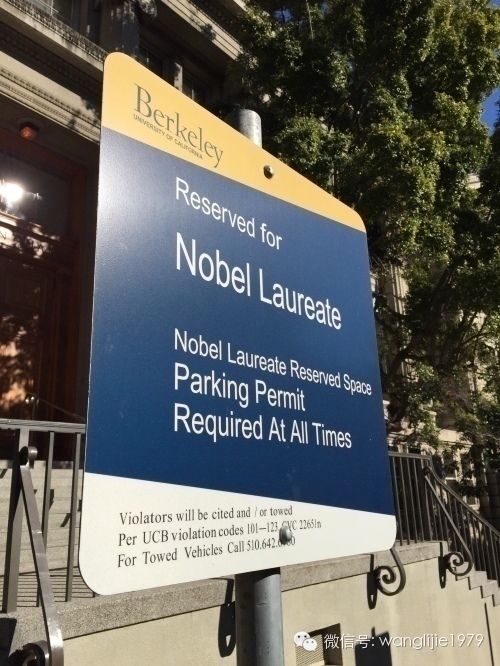 Berkeley
UNIVERSITY OF CALIFORNIA
Reserved for
Nobel Laureate
Nobel Laureate Reserved Space
Parking Permit
Required At All Times
Violators will be cited and / or towed
Per UCB violation codes 101-123, CVC 22651n
For Towed Vehicles Call 510.642.
微信号: wanglijie1979